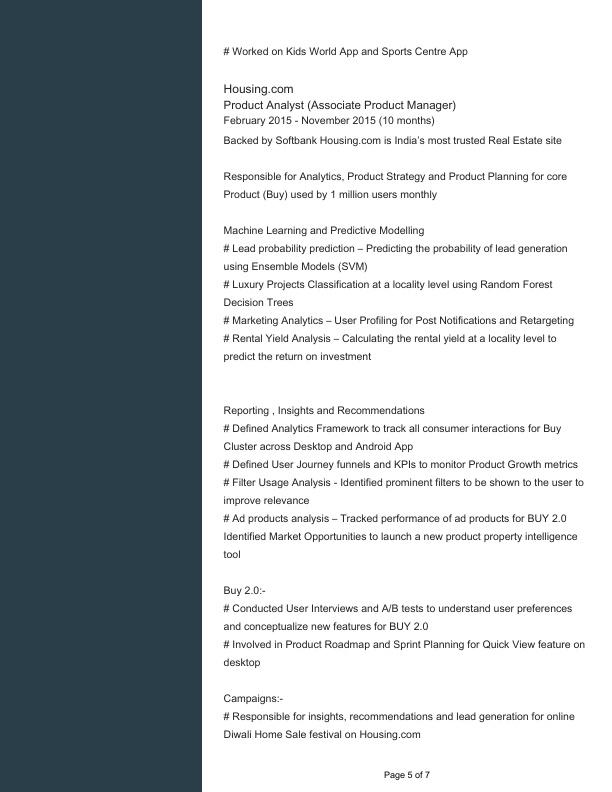 # Worked on Kids World App and Sports Centre App
Housing.com
Product Analyst (Associate Product Manager)
February 2015 - November 2015 (10 months)
Backed by Softbank Housing.com is India's most trusted Real Estate site
Responsible for Analytics, Product Strategy and Product Planning for core
Product (Buy) used by 1 million users monthly
Machine Learning and Predictive Modelling
# Lead probability prediction – Predicting the probability of lead generation
using Ensemble Models (SVM)
# Luxury Projects Classification at a locality level using Random Forest
Decision Trees
# Marketing Analytics – User Profiling for Post Notifications and Retargeting
# Rental Yield Analysis – Calculating the rental yield at a locality level to
predict the return on investment
Reporting , Insights and Recommendations
# Defined Analytics Framework to track all consumer interactions for Buy
Cluster across Desktop and Android App
# Defined User Journey funnels and KPIs to monitor Product Growth metrics
# Filter Usage Analysis - Identified prominent filters to be shown to the user to
improve relevance
# Ad products analysis – Tracked performance of ad products for BUY 2.0
Identified Market Opportunities to launch a new product property intelligence
tool
Buy 2.0:-
# Conducted User Interviews and A/B tests to understand user preferences
and conceptualize new features for BUY 2.0
# Involved in Product Roadmap and Sprint Planning for Quick View feature on
desktop
Campaigns:-
# Responsible for insights, recommendations and lead generation for online
Diwali Home Sale festival on Housing.com
Page 5 of 7